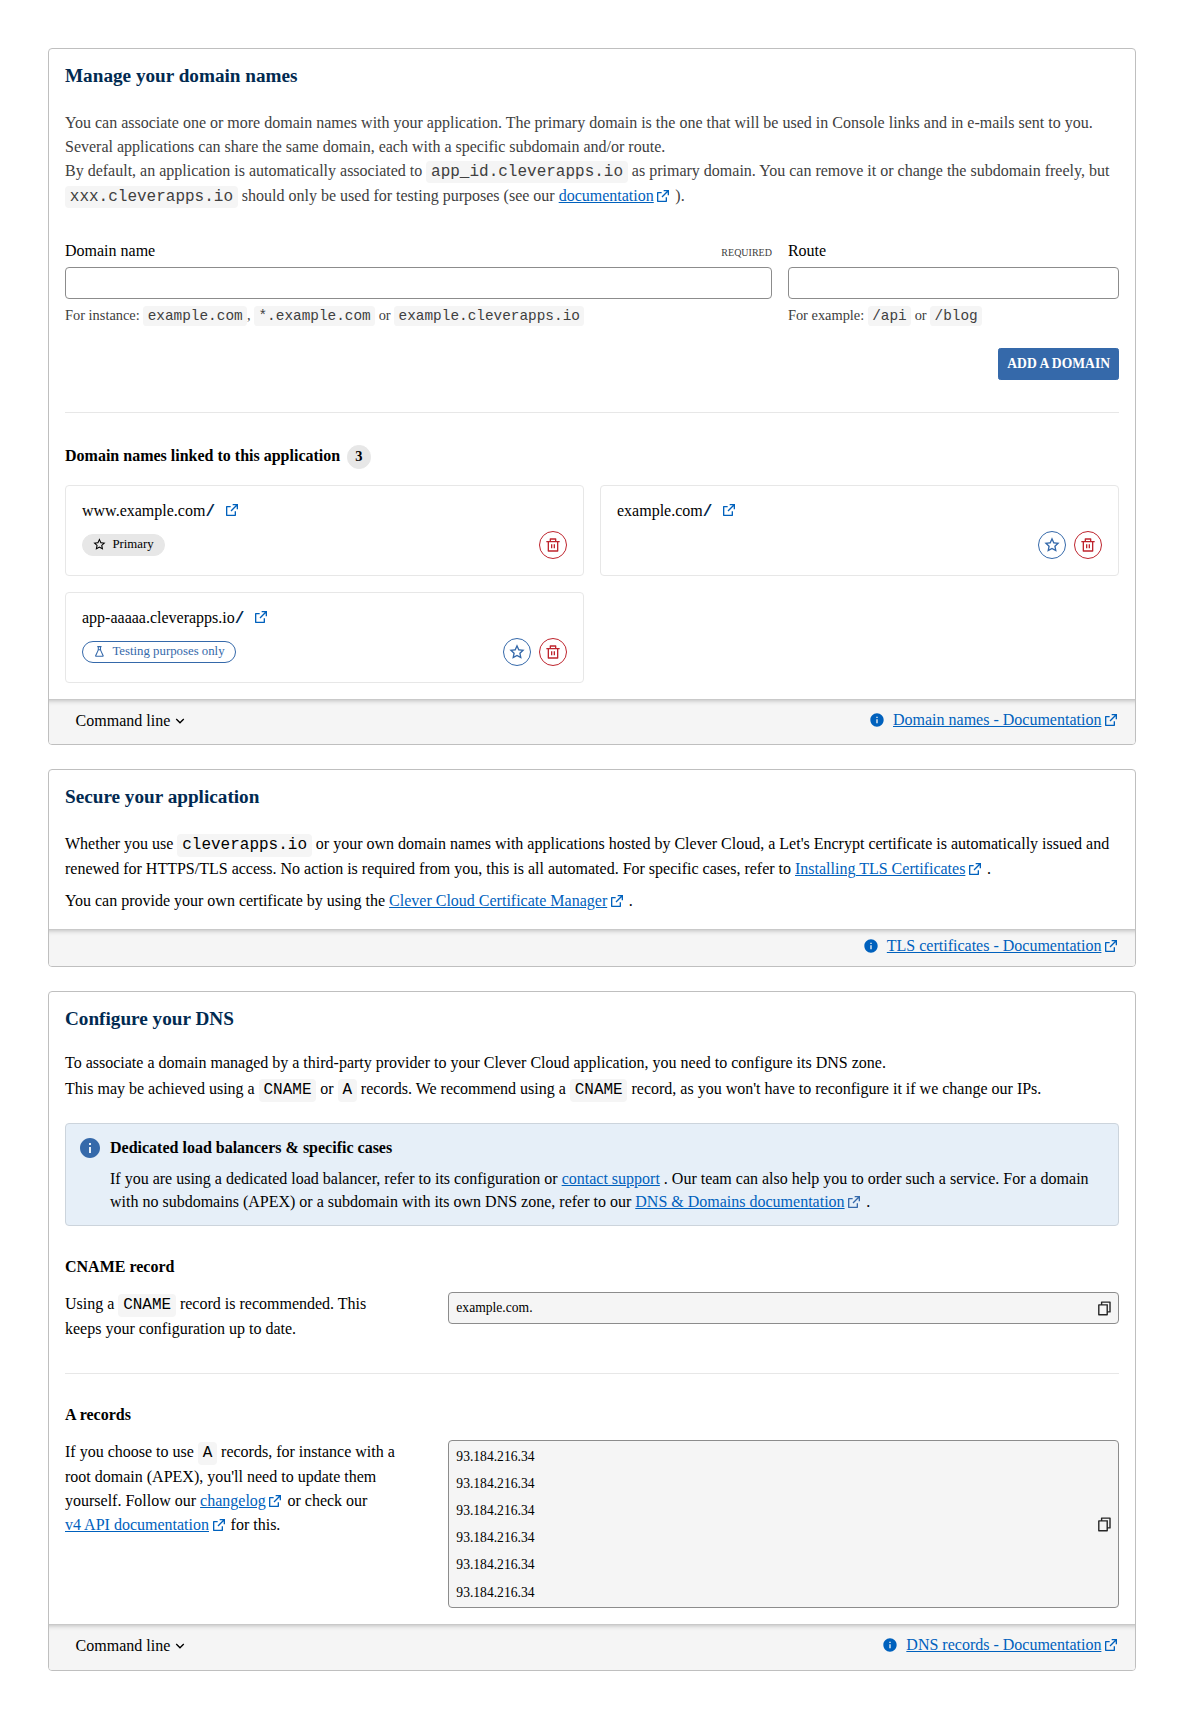 Manage your domain names
You can associate one or more domain names with your application. The primary domain is the one that will be used in Console links and in e-mails sent to you.
Several applications can share the same domain, each with a specific subdomain and/or route.
By default, an application is automatically associated to app_id.cleverapps.io as primary domain. You can remove it or change the subdomain freely, but
xxx.cleverapps.io should only be used for testing purposes (see our documentation ).
Domain name REQUIRED
Route
For instance: example.com, *.example.com or example.cleverapps.io
For example: /api or /blog
ADD A DOMAIN
Domain names linked to this application 3
www.example.com/
Primary
example.com/
app-aaaaa.cleverapps.io/
Testing purposes only
Command line
Domain names - Documentation
Secure your application
Whether you use cleverapps.io or your own domain names with applications hosted by Clever Cloud, a Let's Encrypt certificate is automatically issued and
renewed for HTTPS/TLS access. No action is required from you, this is all automated. For specific cases, refer to Installing TLS Certificates .
You can provide your own certificate by using the Clever Cloud Certificate Manager .
TLS certificates - Documentation
Configure your DNS
To associate a domain managed by a third-party provider to your Clever Cloud application, you need to configure its DNS zone.
This may be achieved using a CNAME or A records. We recommend using a CNAME record, as you won't have to reconfigure it if we change our IPs.
Dedicated load balancers & specific cases
If you are using a dedicated load balancer, refer to its configuration or contact support . Our team can also help you to order such a service. For a domain
with no subdomains (APEX) or a subdomain with its own DNS zone, refer to our DNS & Domains documentation .
CNAME record
Using a CNAME record is recommended. This
keeps your configuration up to date.
example.com.
A records
If you choose to use A records, for instance with a
root domain (APEX), you'll need to update them
yourself. Follow our changelog or check our
v4 API documentation for this.
93.184.216.34
93.184.216.34
93.184.216.34
93.184.216.34
93.184.216.34
93.184.216.34
Command line
DNS records - Documentation